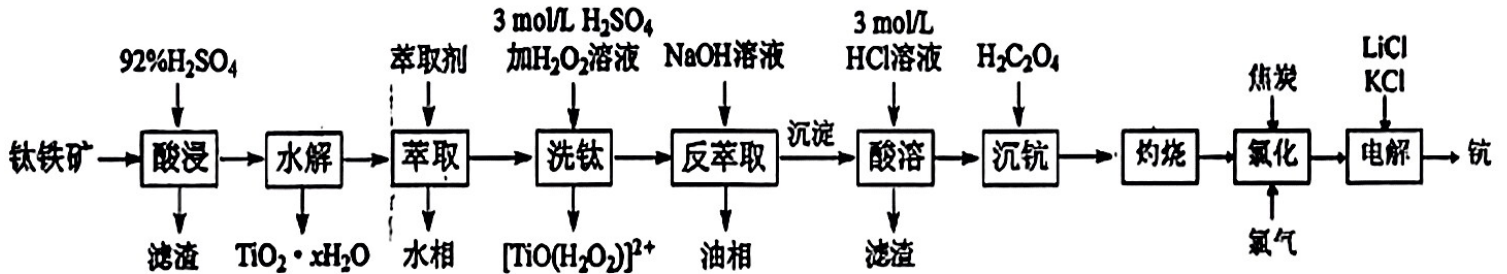 3 mol/L H₂SO₄ 3 mol/L LiCl
92%H₂SO₄ 萃取剂 加H₂O₂溶液 NaOH溶液 HCl溶液 H₂C₂O₄ 焦炭 KCl
钛铁矿 酸浸 水解 萃取 洗钛 反萃取 沉淀 酸溶 沉钪 灼烧 氯化 电解 钪
滤渣 TiO₂·xH₂O 水相 [TiO(H₂O₂)]²⁺ 油相 滤渣 氯气